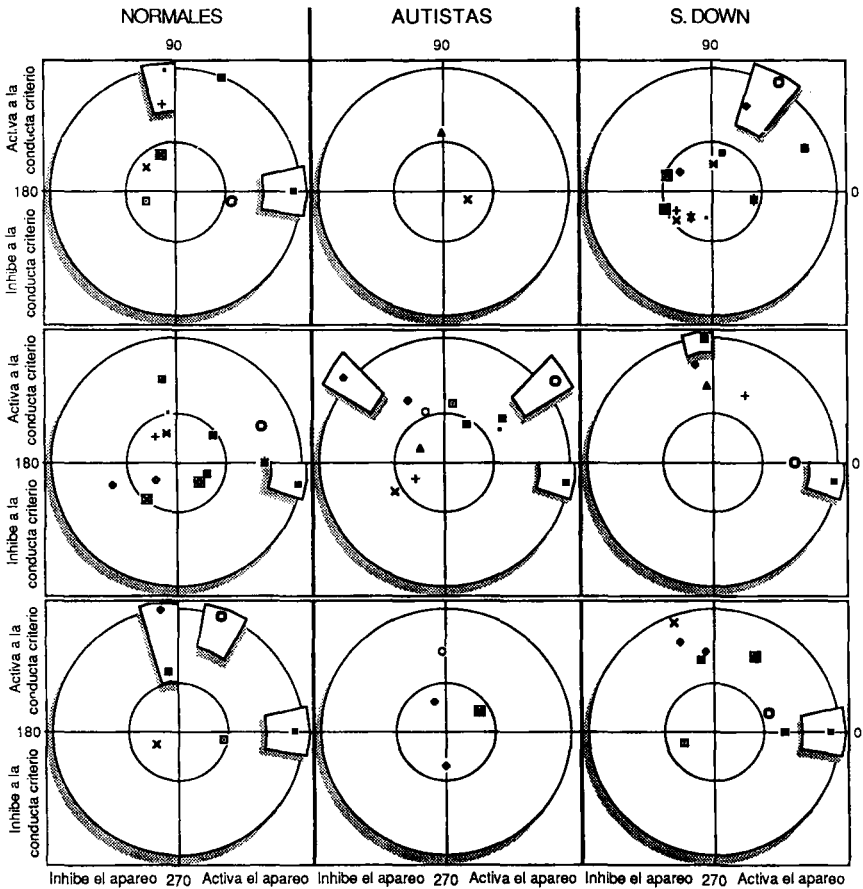 NORMALES AUTISTAS S. DOWN
90 90 90
Activa a la
conducta criterio
180 0
Inhibe a la
conducta criterio
Activa a la
conducta criterio
180 0
Inhibe a la
conducta criterio
Activa a la
conducta criterio
180 0
Inhibe a la
conducta criterio
Inhibe el apareo 270 Activa el apareo Inhibe el apareo 270 Activa el apareo Inhibe el apareo 270 Activa el apareo